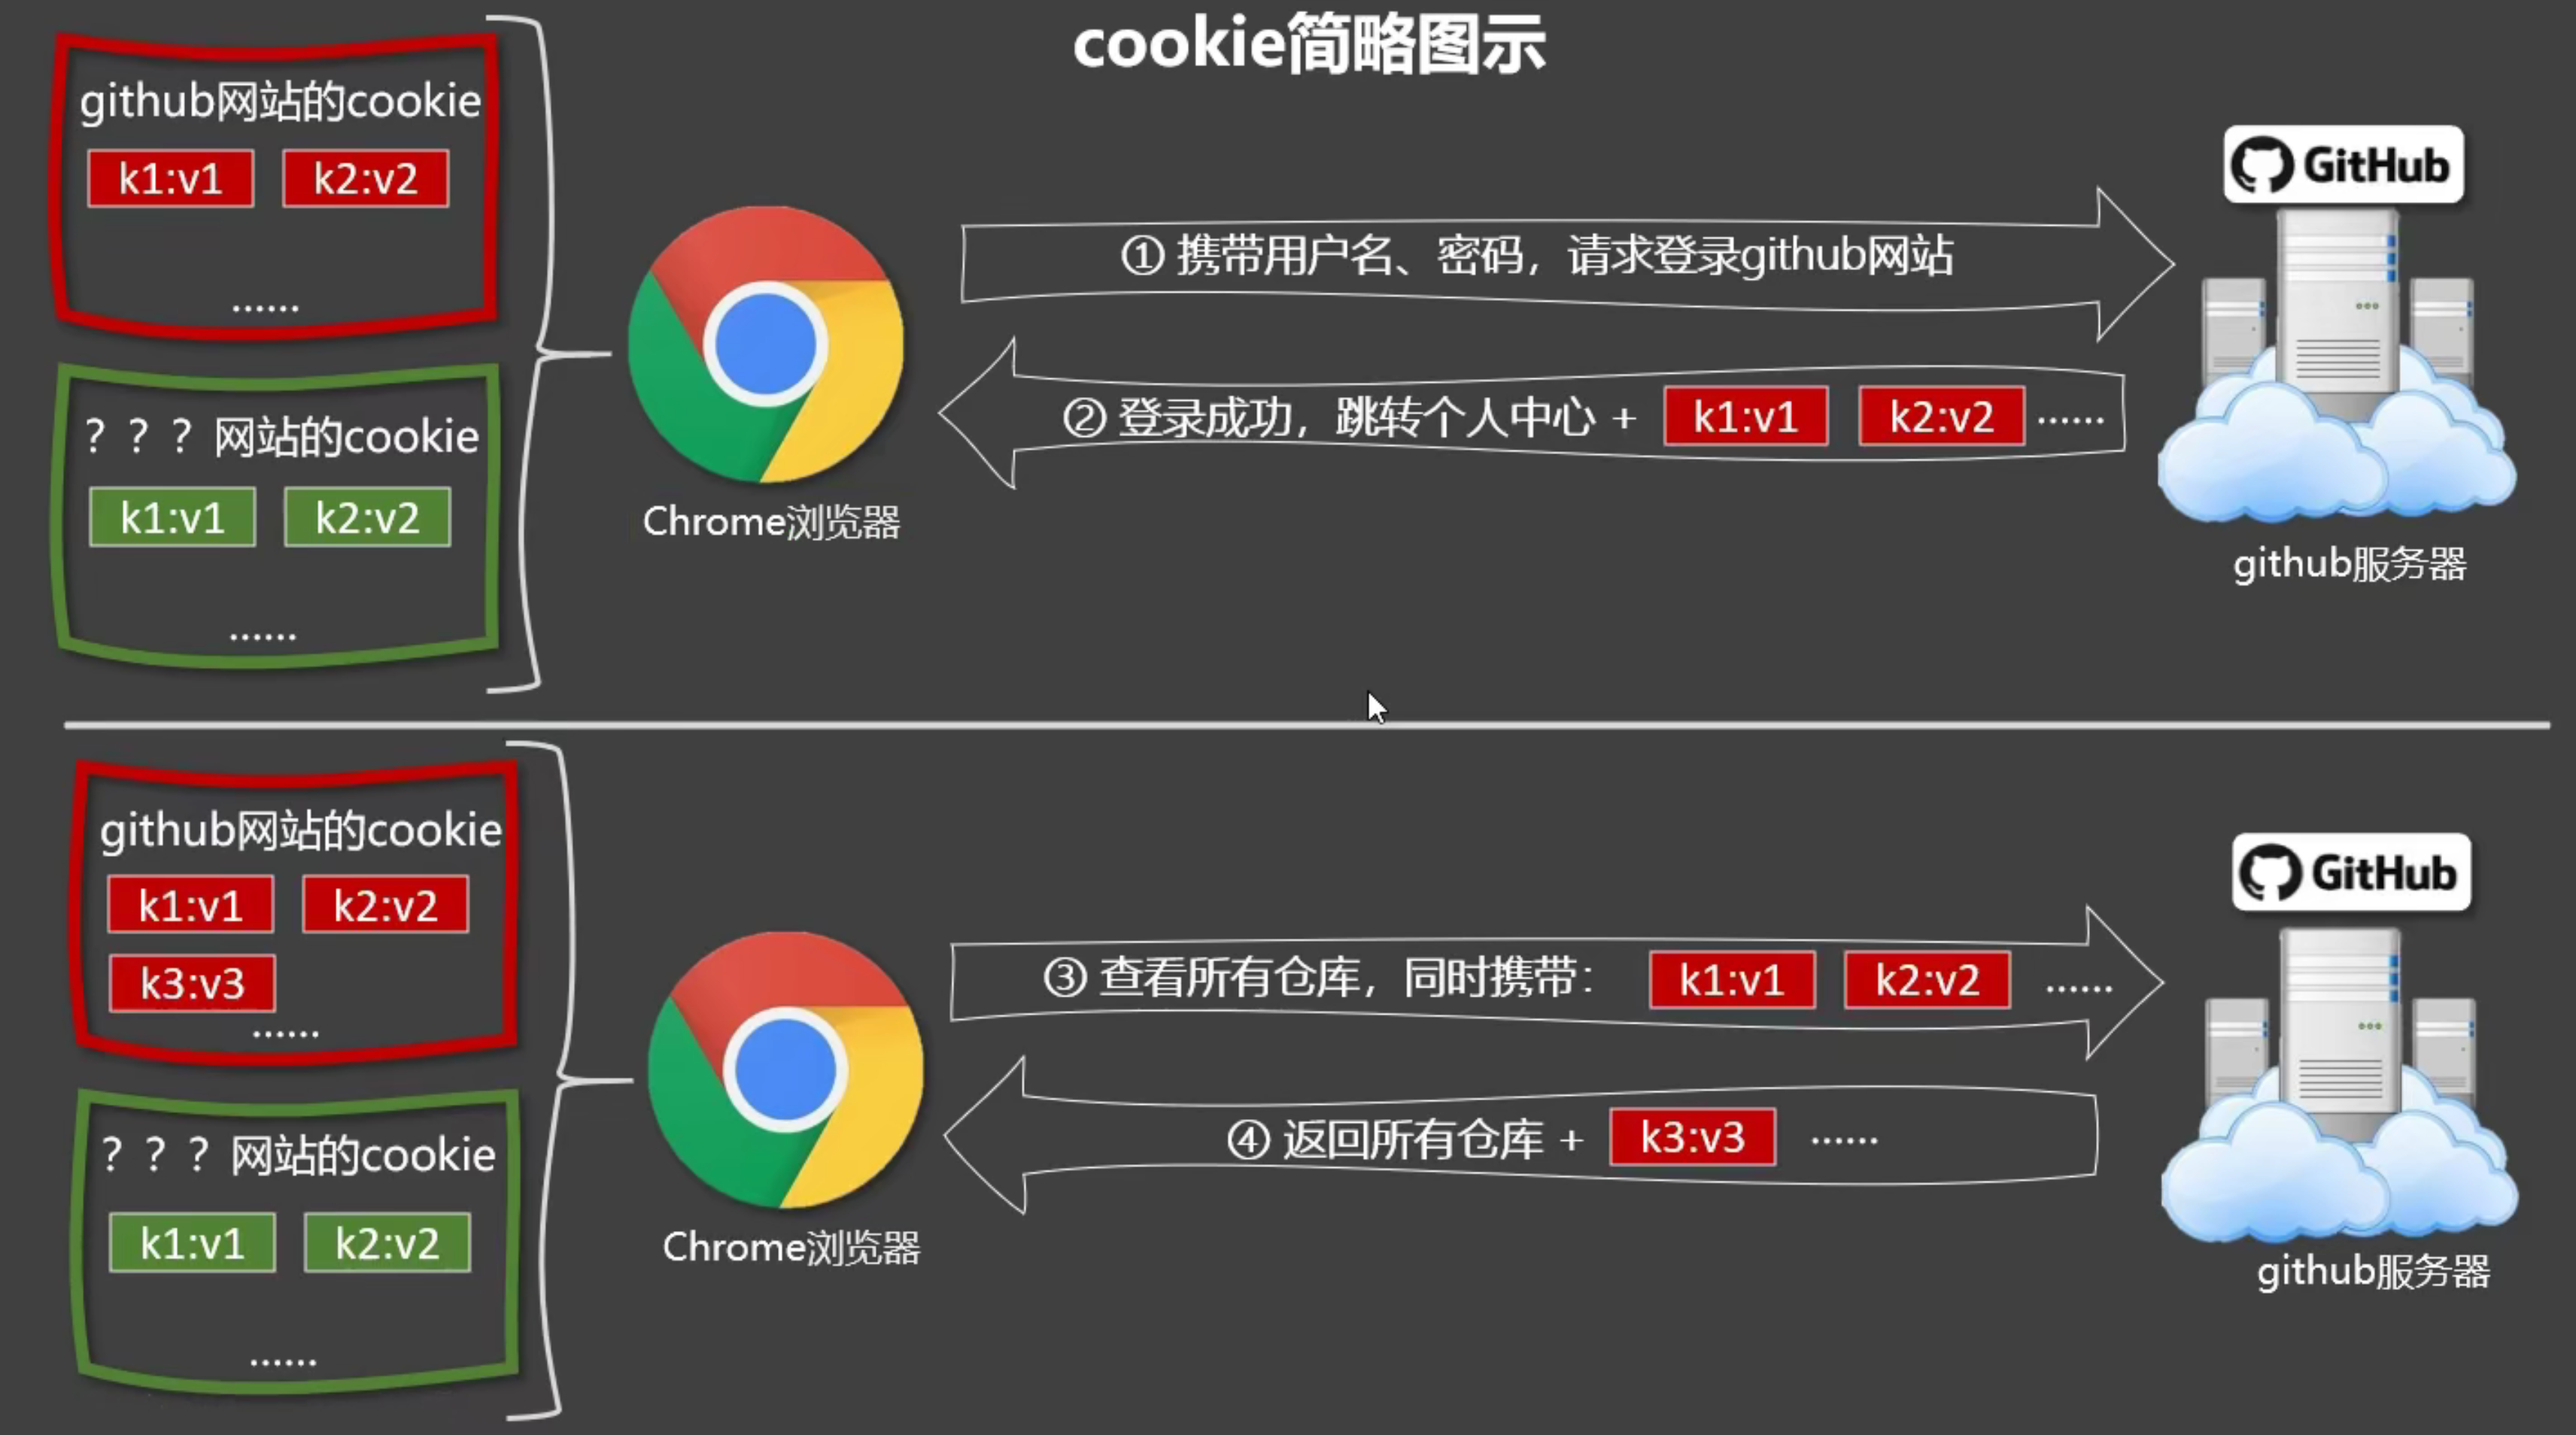 cookie简略图示
github网站的cookie
k1:v1 k2:v2
......
？？？网站的cookie
k1:v1 k2:v2
......
Chrome浏览器
① 携带用户名、密码，请求登录github网站
② 登录成功，跳转个人中心 + k1:v1 k2:v2 ......
GitHub
github服务器
github网站的cookie
k1:v1 k2:v2
k3:v3
......
？？？网站的cookie
k1:v1 k2:v2
......
Chrome浏览器
③ 查看所有仓库，同时携带： k1:v1 k2:v2 ......
④ 返回所有仓库 + k3:v3 ......
GitHub
github服务器